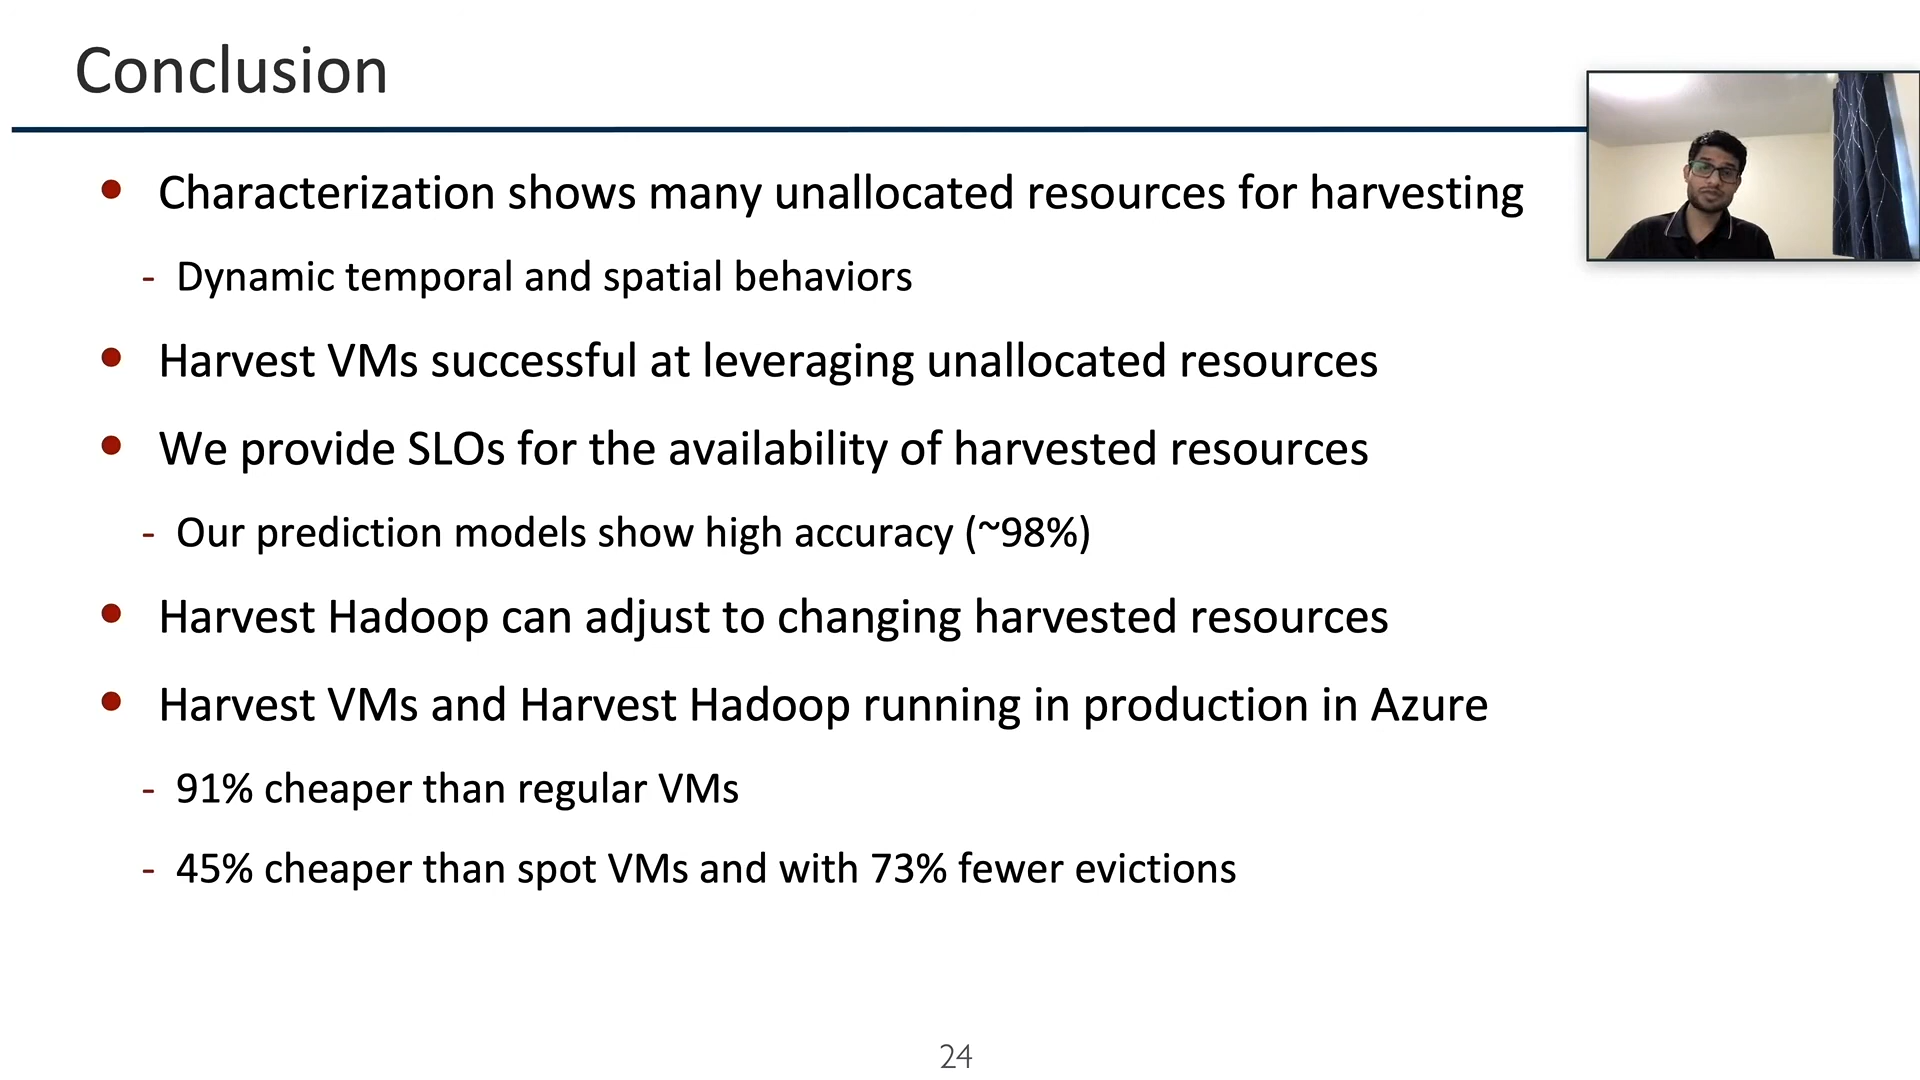 Conclusion
• Characterization shows many unallocated resources for harvesting
- Dynamic temporal and spatial behaviors
• Harvest VMs successful at leveraging unallocated resources
• We provide SLOs for the availability of harvested resources
- Our prediction models show high accuracy (~98%)
• Harvest Hadoop can adjust to changing harvested resources
• Harvest VMs and Harvest Hadoop running in production in Azure
- 91% cheaper than regular VMs
- 45% cheaper than spot VMs and with 73% fewer evictions
24